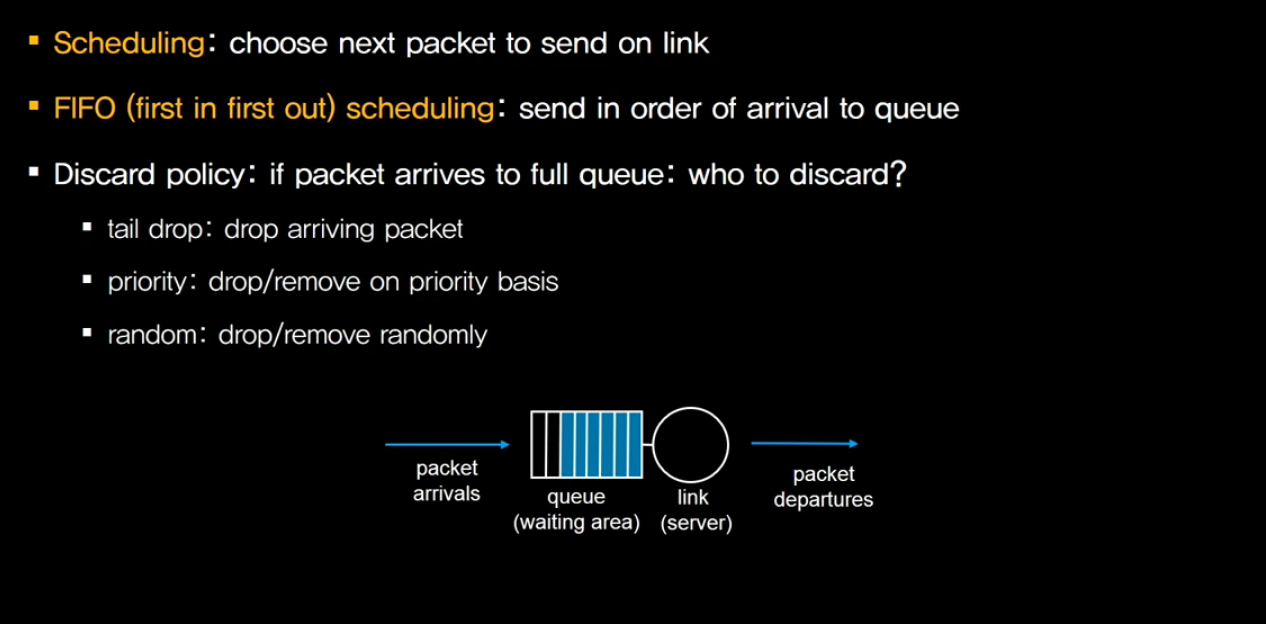 Scheduling: choose next packet to send on link
FIFO (first in first out) scheduling: send in order of arrival to queue
Discard policy: if packet arrives to full queue: who to discard?
tail drop: drop arriving packet
priority: drop/remove on priority basis
random: drop/remove randomly
packet
arrivals
queue
(waiting area)
link
(server)
packet
departures